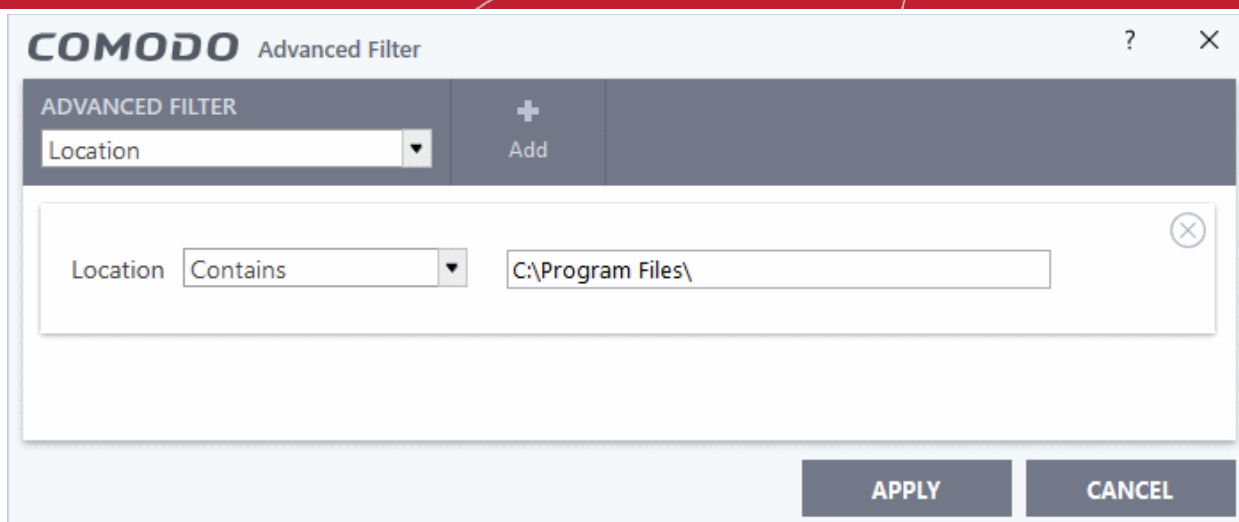 COMODO Advanced Filter ?
ADVANCED FILTER
Location
Add
Location Contains C:\Program Files\
APPLY CANCEL